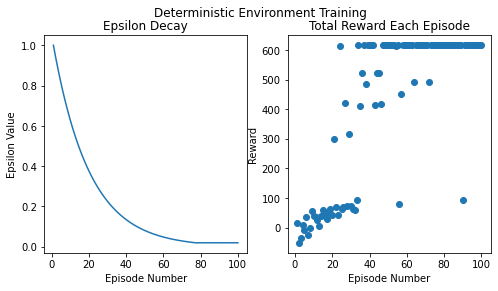 Deterministic Environment Training
Epsilon Decay
Total Reward Each Episode
Epsilon Value
1.0
0.8
0.6
0.4
0.2
0.0
0 20 40 60 80 100
Episode Number
Reward
600
500
400
300
200
100
0
0 20 40 60 80 100
Episode Number